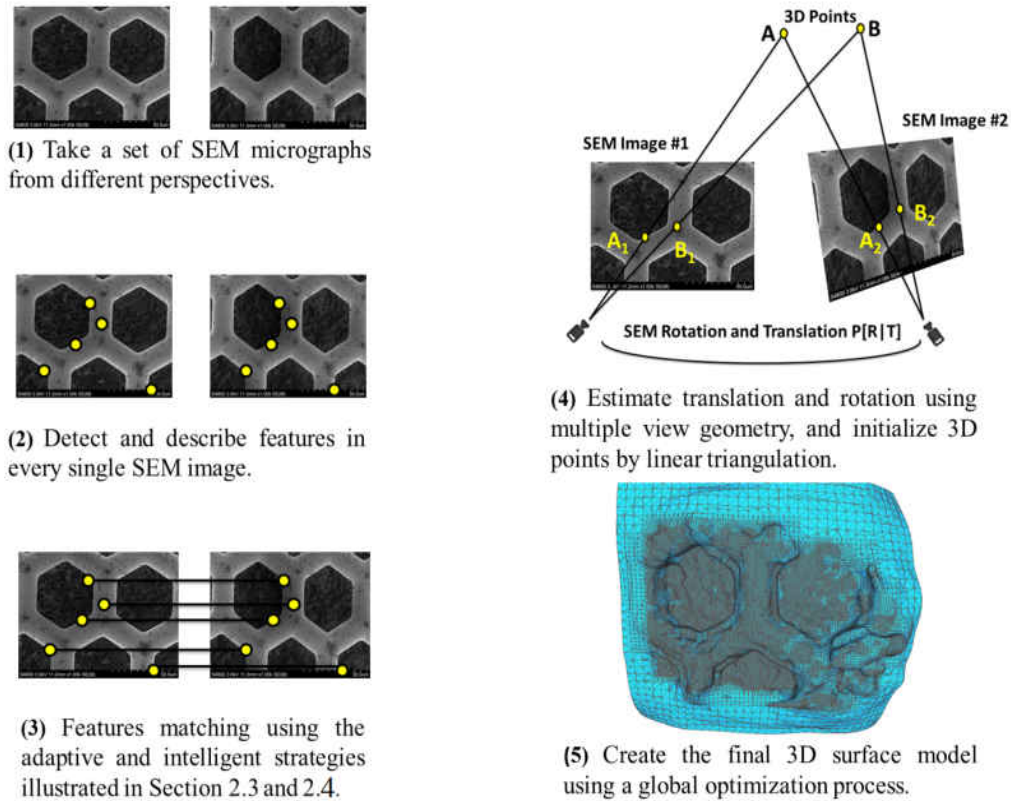 (1) Take a set of SEM micrographs
from different perspectives.
(2) Detect and describe features in
every single SEM image.
(3) Features matching using the
adaptive and intelligent strategies
illustrated in Section 2.3 and 2.4.
3D Points
A
B
SEM Image #1
SEM Image #2
A1
B1
A2
B2
SEM Rotation and Translation P[R|T]
(4) Estimate translation and rotation using
multiple view geometry, and initialize 3D
points by linear triangulation.
(5) Create the final 3D surface model
using a global optimization process.